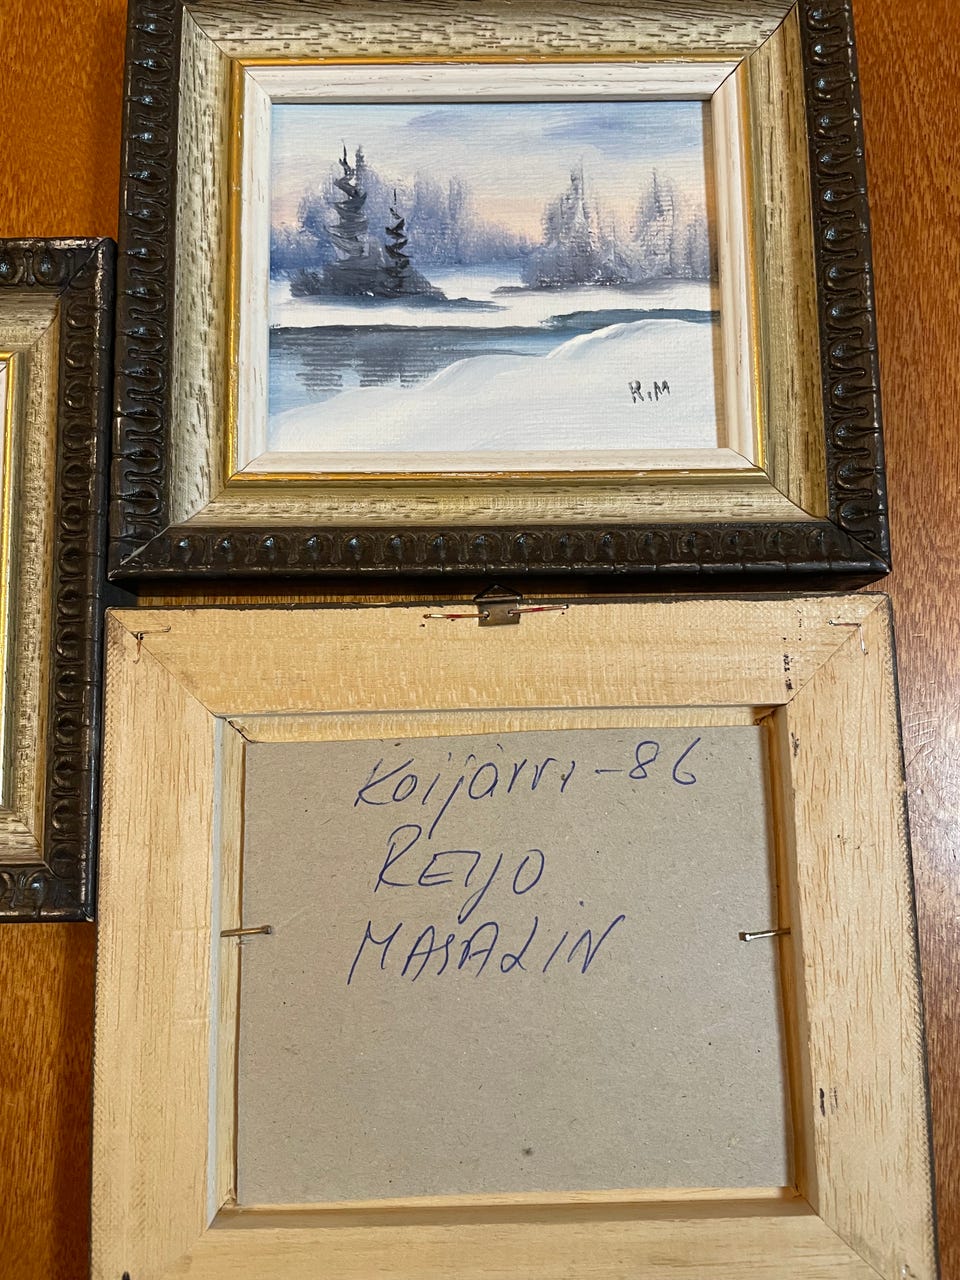 R.M
Koijärvi -86
REIJO
MASALIN